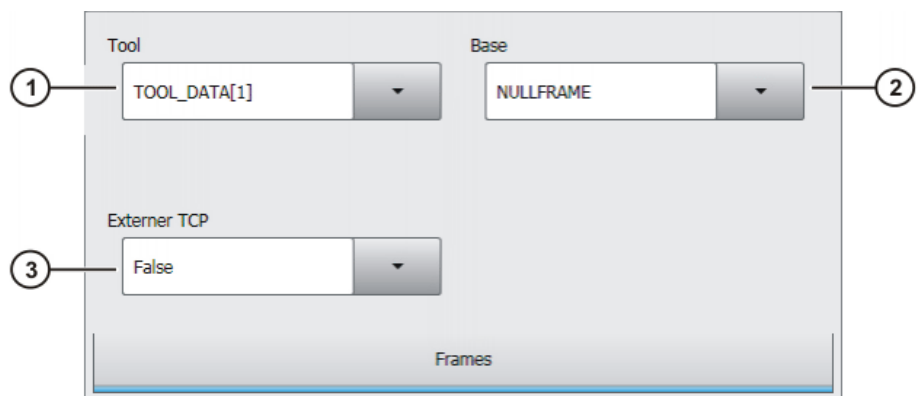 Tool Base
1 TOOL_DATA[1] NULLFRAME 2
Externer TCP
3 False
Frames